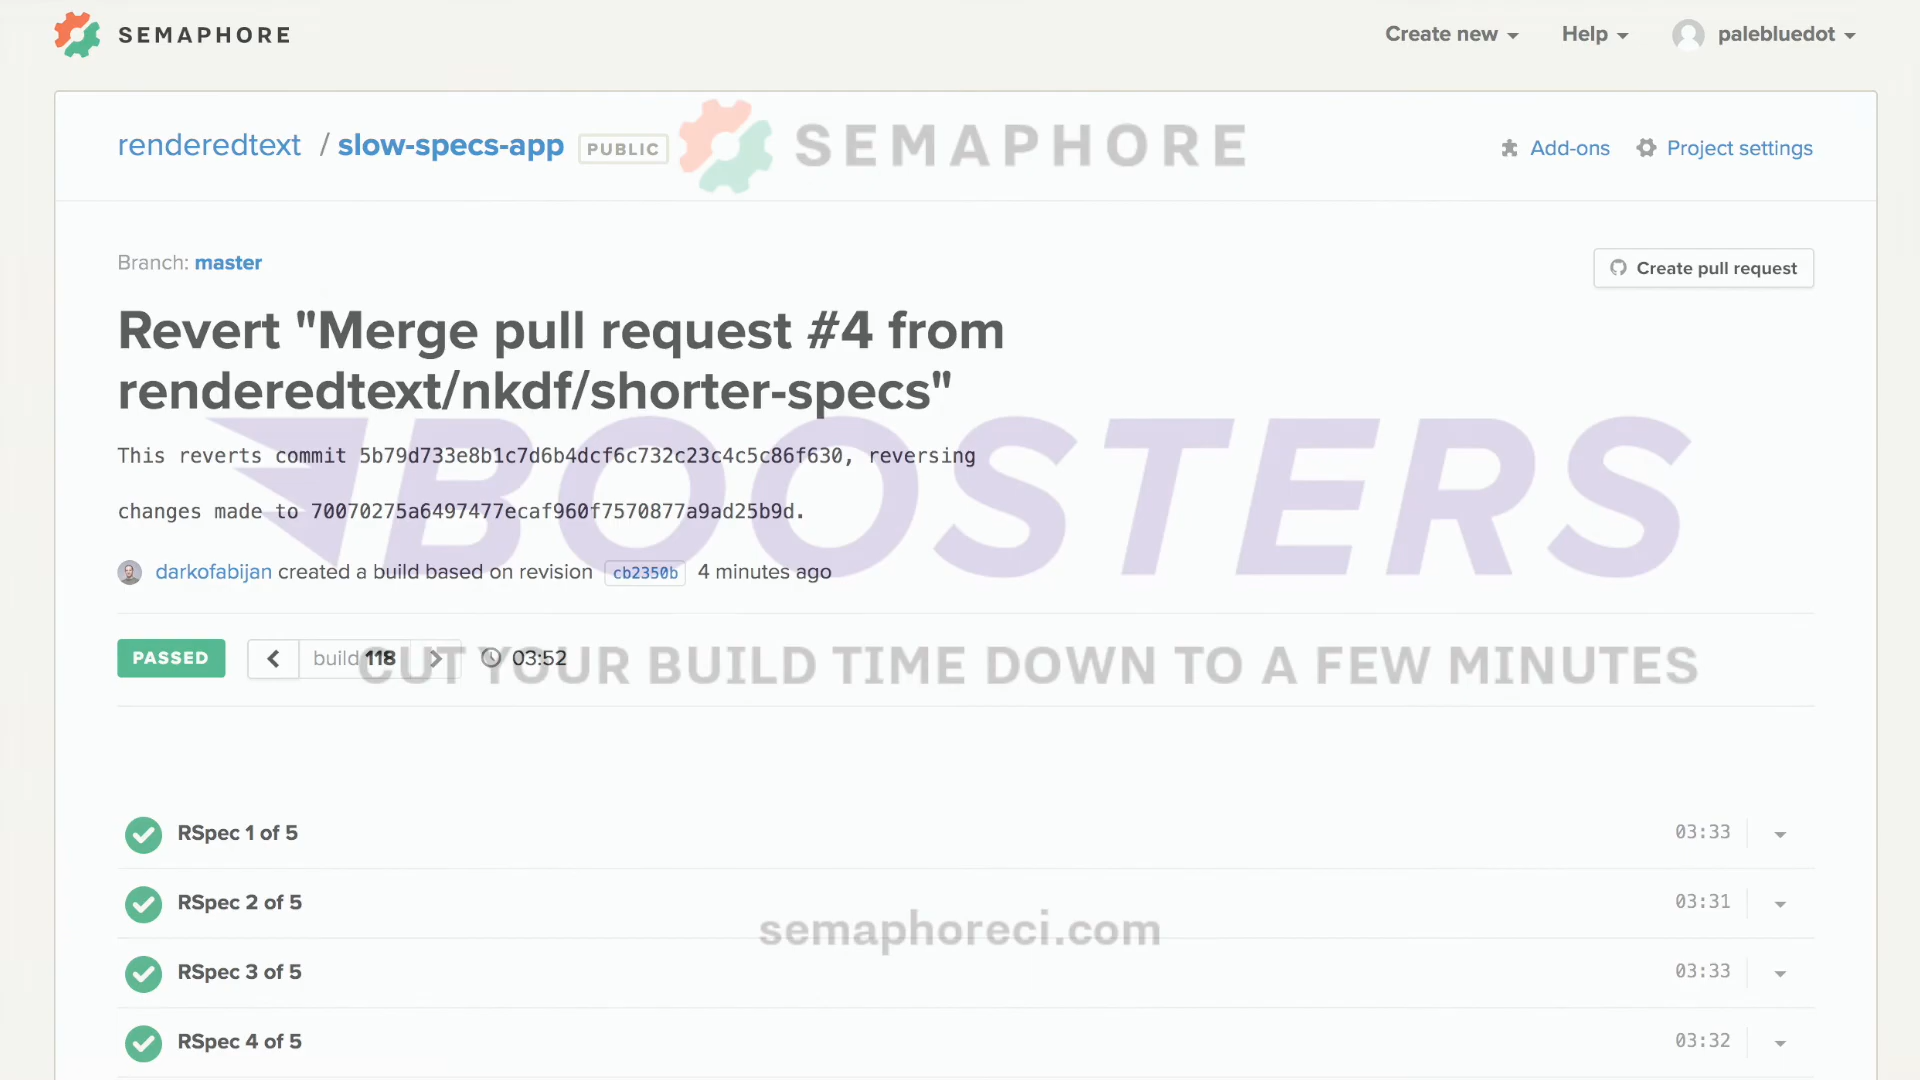 SEMAPHORE
Create new
Help
palebluedot
renderedtext / slow-specs-app PUBLIC
SEMAPHORE
Add-ons
Project settings
Branch: master
Create pull request
Revert "Merge pull request #4 from
renderedtext/nkdf/shorter-specs"
BOOSTERS
This reverts commit 5b79d733e8b1c7d6b4dcf6c732c23c4c5c86f630, reversing
changes made to 70070275a6497477ecaf960f7570877a9ad25b9d.
darkofabijan created a build based on revision cb2350b 4 minutes ago
PASSED
build 118
03:52
CUT YOUR BUILD TIME DOWN TO A FEW MINUTES
RSpec 1 of 5 03:33
RSpec 2 of 5 03:31
semaphoreci.com
RSpec 3 of 5 03:33
RSpec 4 of 5 03:32